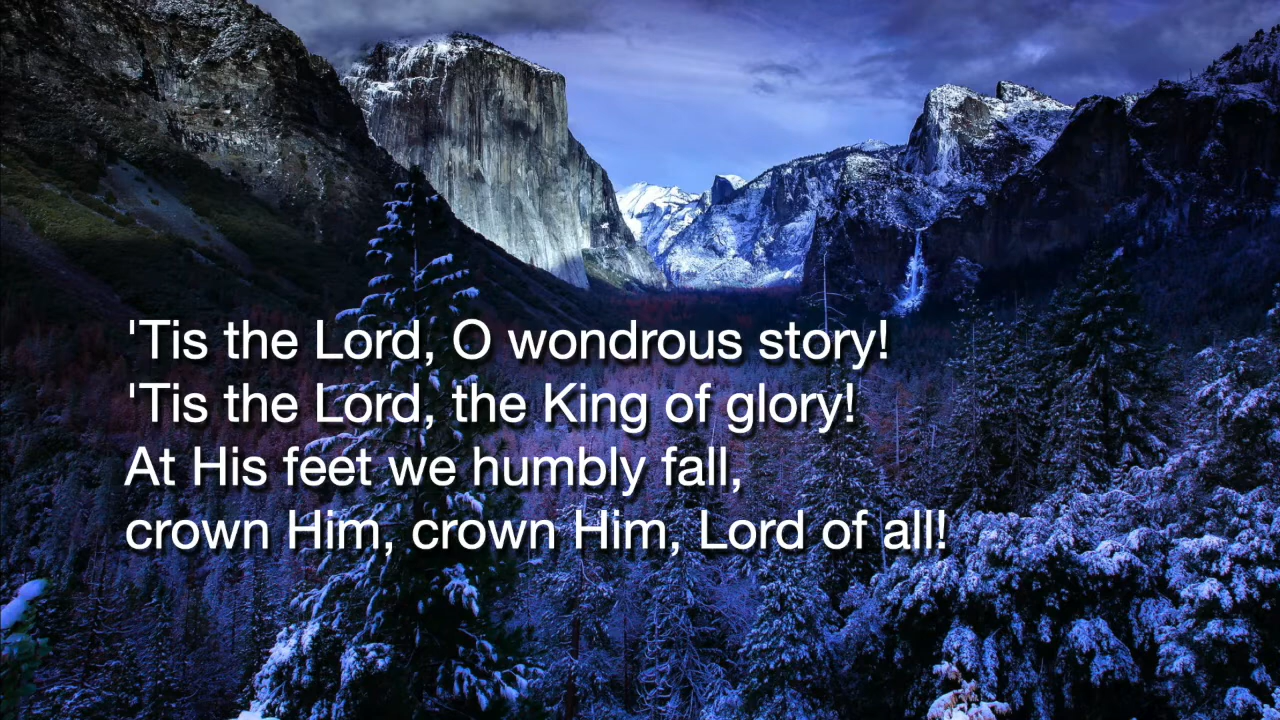 'Tis the Lord, O wondrous story!
'Tis the Lord, the King of glory!
At His feet we humbly fall,
crown Him, crown Him, Lord of all!